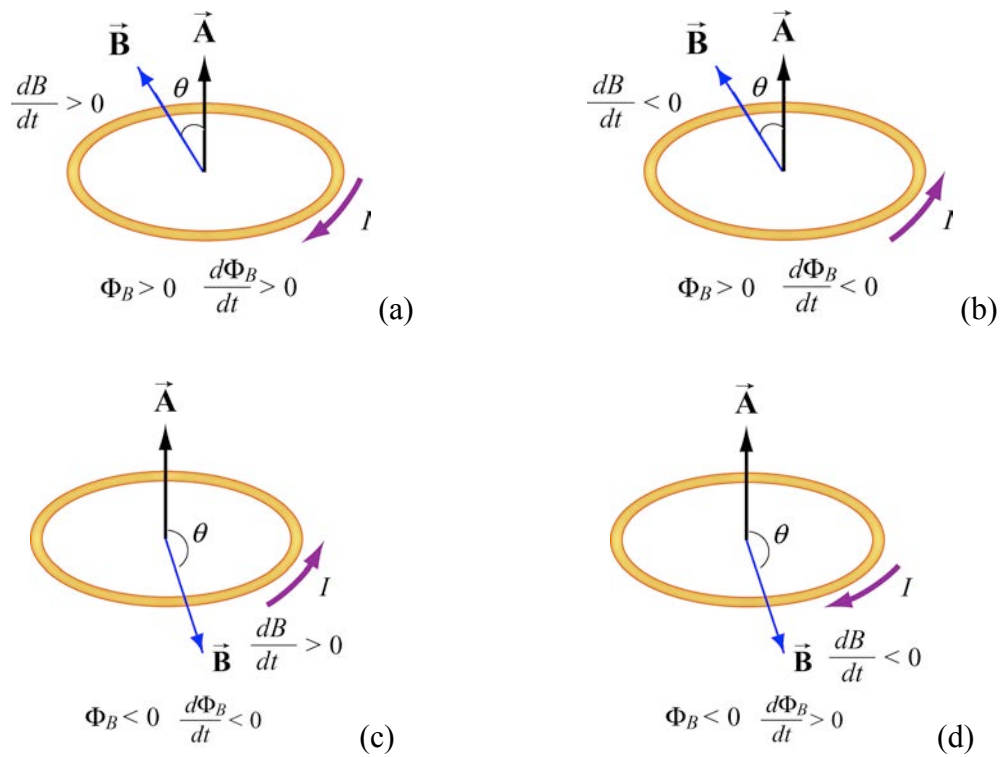 B⃗ A⃗
θ
dB/dt > 0
I
Φ_B > 0 dΦ_B/dt > 0
(a)
B⃗ A⃗
θ
dB/dt < 0
I
Φ_B > 0 dΦ_B/dt < 0
(b)
A⃗
θ
I
B⃗ dB/dt > 0
Φ_B < 0 dΦ_B/dt < 0
(c)
A⃗
θ
I
B⃗ dB/dt < 0
Φ_B < 0 dΦ_B/dt > 0
(d)